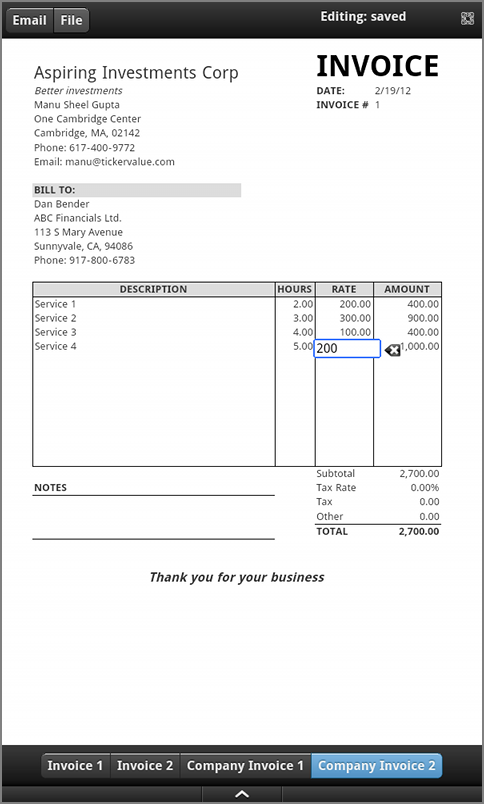 Email File Editing: saved
Aspiring Investments Corp INVOICE
Better investments DATE: 2/19/12
Manu Sheel Gupta INVOICE # 1
One Cambridge Center
Cambridge, MA, 02142
Phone: 617-400-9772
Email: manu@tickervalue.com
BILL TO:
Dan Bender
ABC Financials Ltd.
113 S Mary Avenue
Sunnyvale, CA, 94086
Phone: 917-800-6783
DESCRIPTION HOURS RATE AMOUNT
Service 1 2.00 200.00 400.00
Service 2 3.00 300.00 900.00
Service 3 4.00 100.00 400.00
Service 4 5.00 200 1,000.00
Subtotal 2,700.00
NOTES Tax Rate 0.00%
Tax 0.00
Other 0.00
TOTAL 2,700.00
Thank you for your business
Invoice 1 Invoice 2 Company Invoice 1 Company Invoice 2